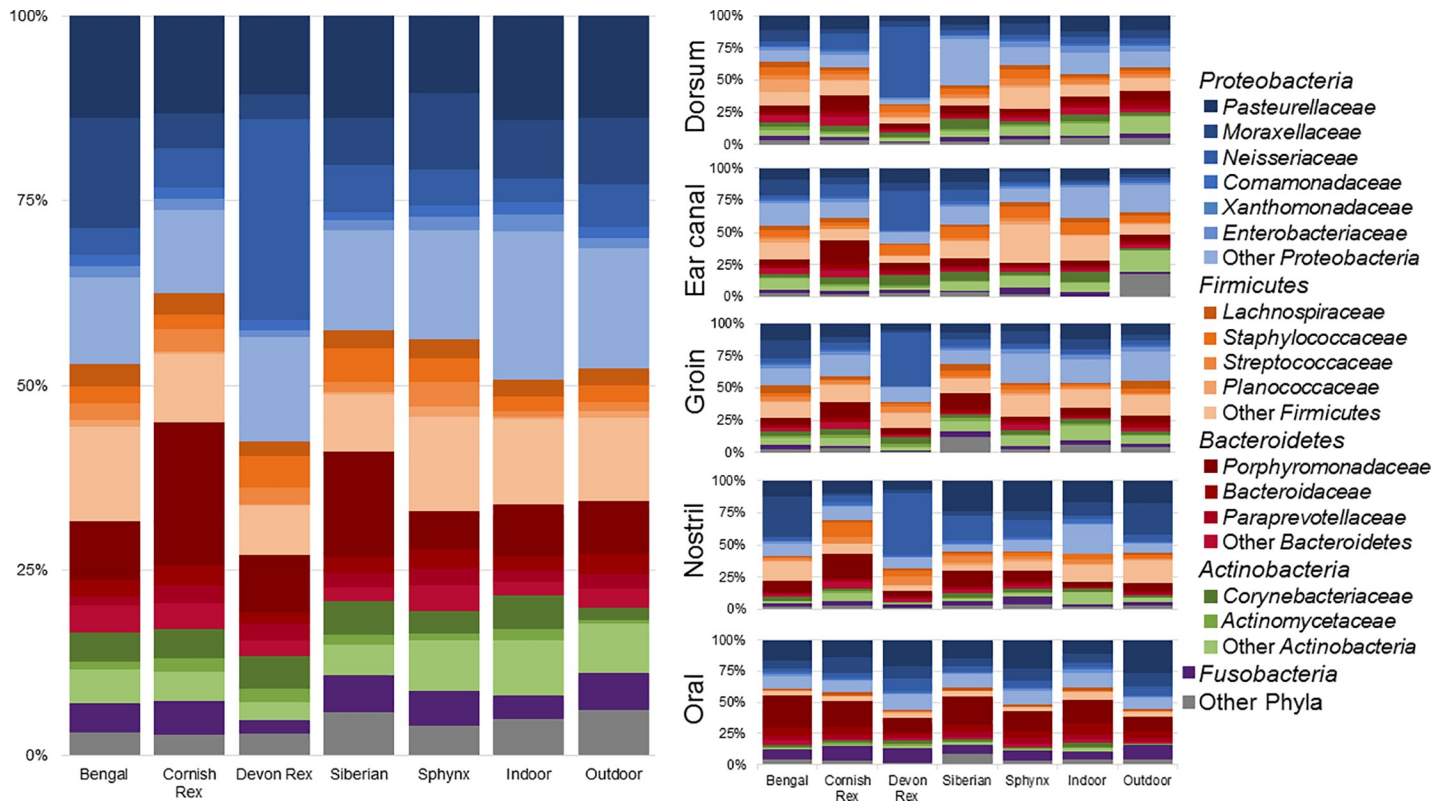 100%
75%
50%
25%
0%
Bengal
Cornish
Rex
Devon Rex
Siberian
Sphynx
Indoor
Outdoor
Dorsum
100%
75%
50%
25%
0%
Ear canal
100%
75%
50%
25%
0%
Groin
100%
75%
50%
25%
0%
Nostril
100%
75%
50%
25%
0%
Oral
100%
75%
50%
25%
0%
Bengal
Cornish
Rex
Devon
Rex
Siberian
Sphynx
Indoor
Outdoor
Proteobacteria
Pasteurellaceae
Moraxellaceae
Neisseriaceae
Comamonadaceae
Xanthomonadaceae
Enterobacteriaceae
Other Proteobacteria
Firmicutes
Lachnospiraceae
Staphylococcaceae
Streptococcaceae
Planococcaceae
Other Firmicutes
Bacteroidetes
Porphyromonadaceae
Bacteroidaceae
Paraprevotellaceae
Other Bacteroidetes
Actinobacteria
Corynebacteriaceae
Actinomycetaceae
Other Actinobacteria
Fusobacteria
Other Phyla